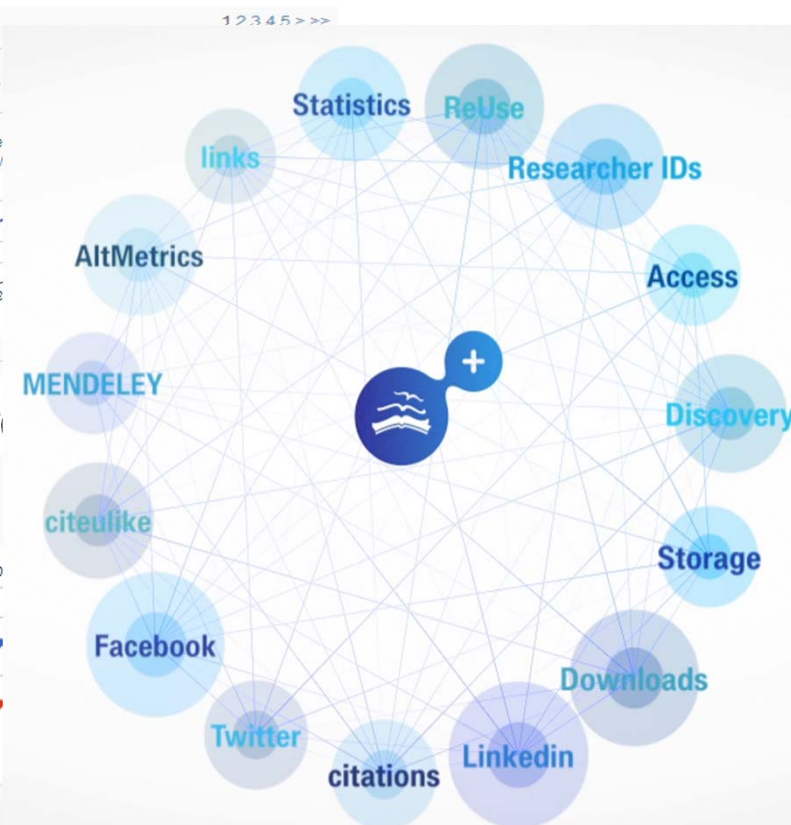 1 2 3 4 5 > >>
Statistics
ReUse
links
Researcher IDs
AltMetrics
Access
MENDELEY
Discovery
citeulike
Storage
Facebook
Downloads
Twitter
Linkedin
citations